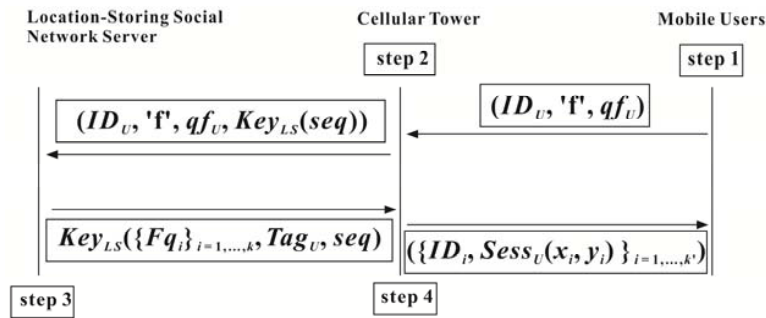 Location-Storing Social
Network Server
Cellular Tower
Mobile Users
step 2
step 1
(ID_U, 'f', qf_U, Key_LS(seq))
(ID_U, 'f', qf_U)
Key_LS({Fq_i}_{i=1,...,k}, Tag_U, seq)
({ID_i, Sess_U(x_i, y_i) }_{i=1,...,k'})
step 3
step 4